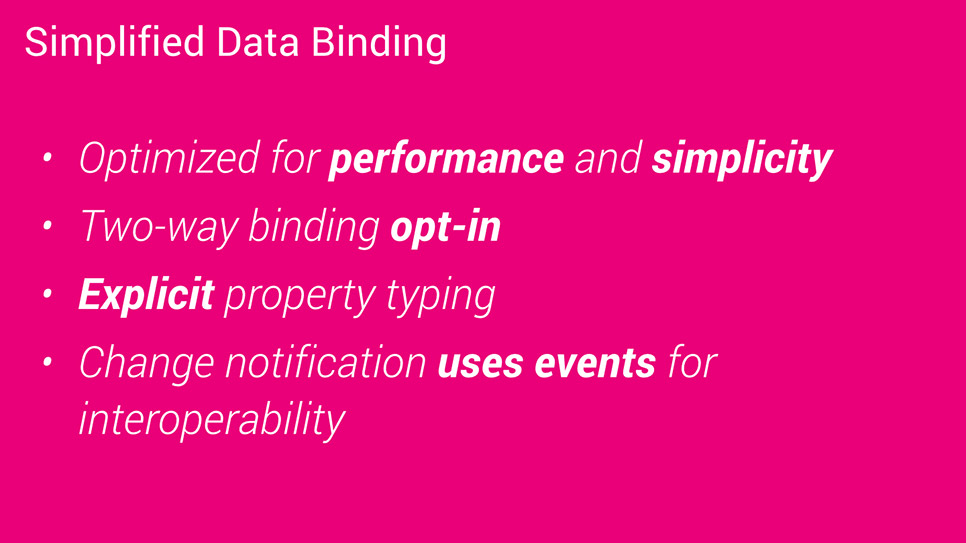 Simplified Data Binding
• Optimized for performance and simplicity
• Two-way binding opt-in
• Explicit property typing
• Change notification uses events for
interoperability